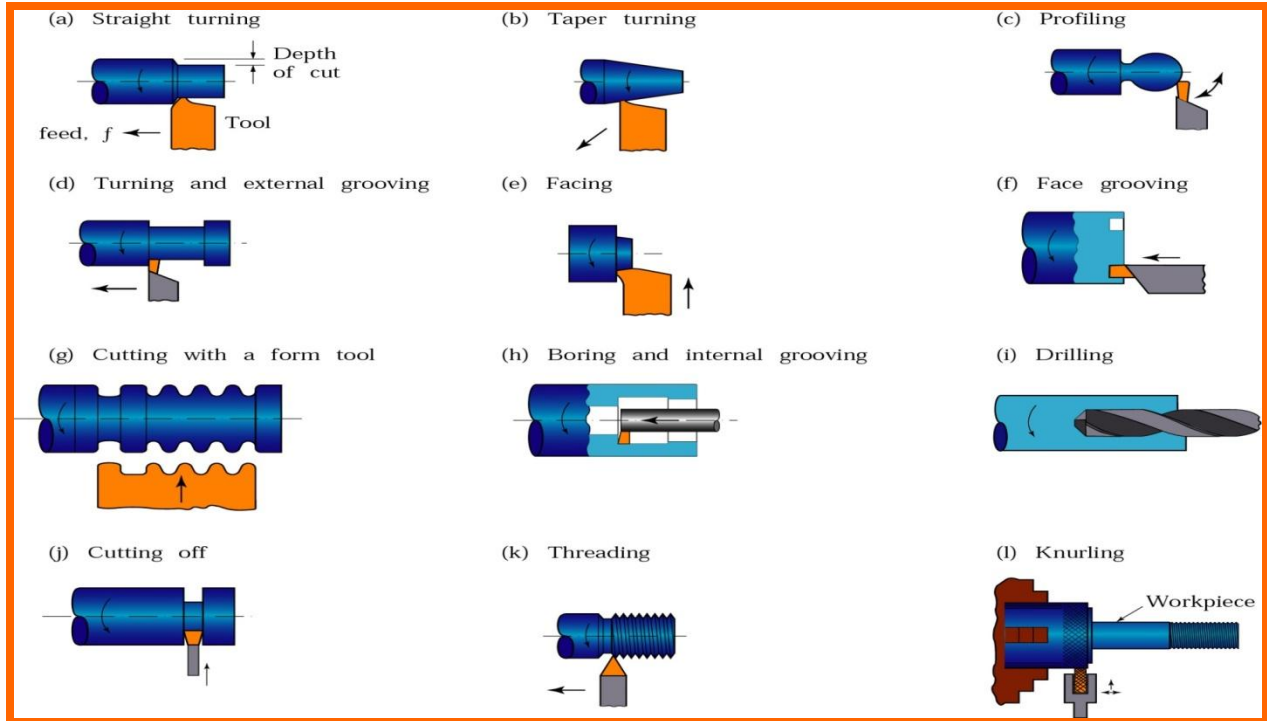 (a) Straight turning
Depth
of cut
Tool
feed, f
(b) Taper turning
(c) Profiling
(d) Turning and external grooving
(e) Facing
(f) Face grooving
(g) Cutting with a form tool
(h) Boring and internal grooving
(i) Drilling
(j) Cutting off
(k) Threading
(l) Knurling
Workpiece